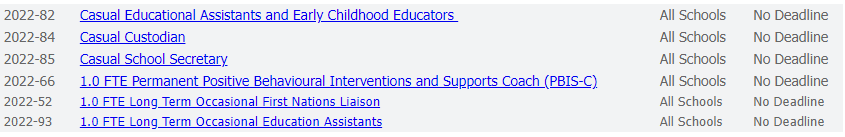 2022-82 Casual Educational Assistants and Early Childhood Educators All Schools No Deadline
2022-84 Casual Custodian All Schools No Deadline
2022-85 Casual School Secretary All Schools No Deadline
2022-66 1.0 FTE Permanent Positive Behavioural Interventions and Supports Coach (PBIS-C) All Schools No Deadline
2022-52 1.0 FTE Long Term Occasional First Nations Liaison All Schools No Deadline
2022-93 1.0 FTE Long Term Occasional Education Assistants All Schools No Deadline